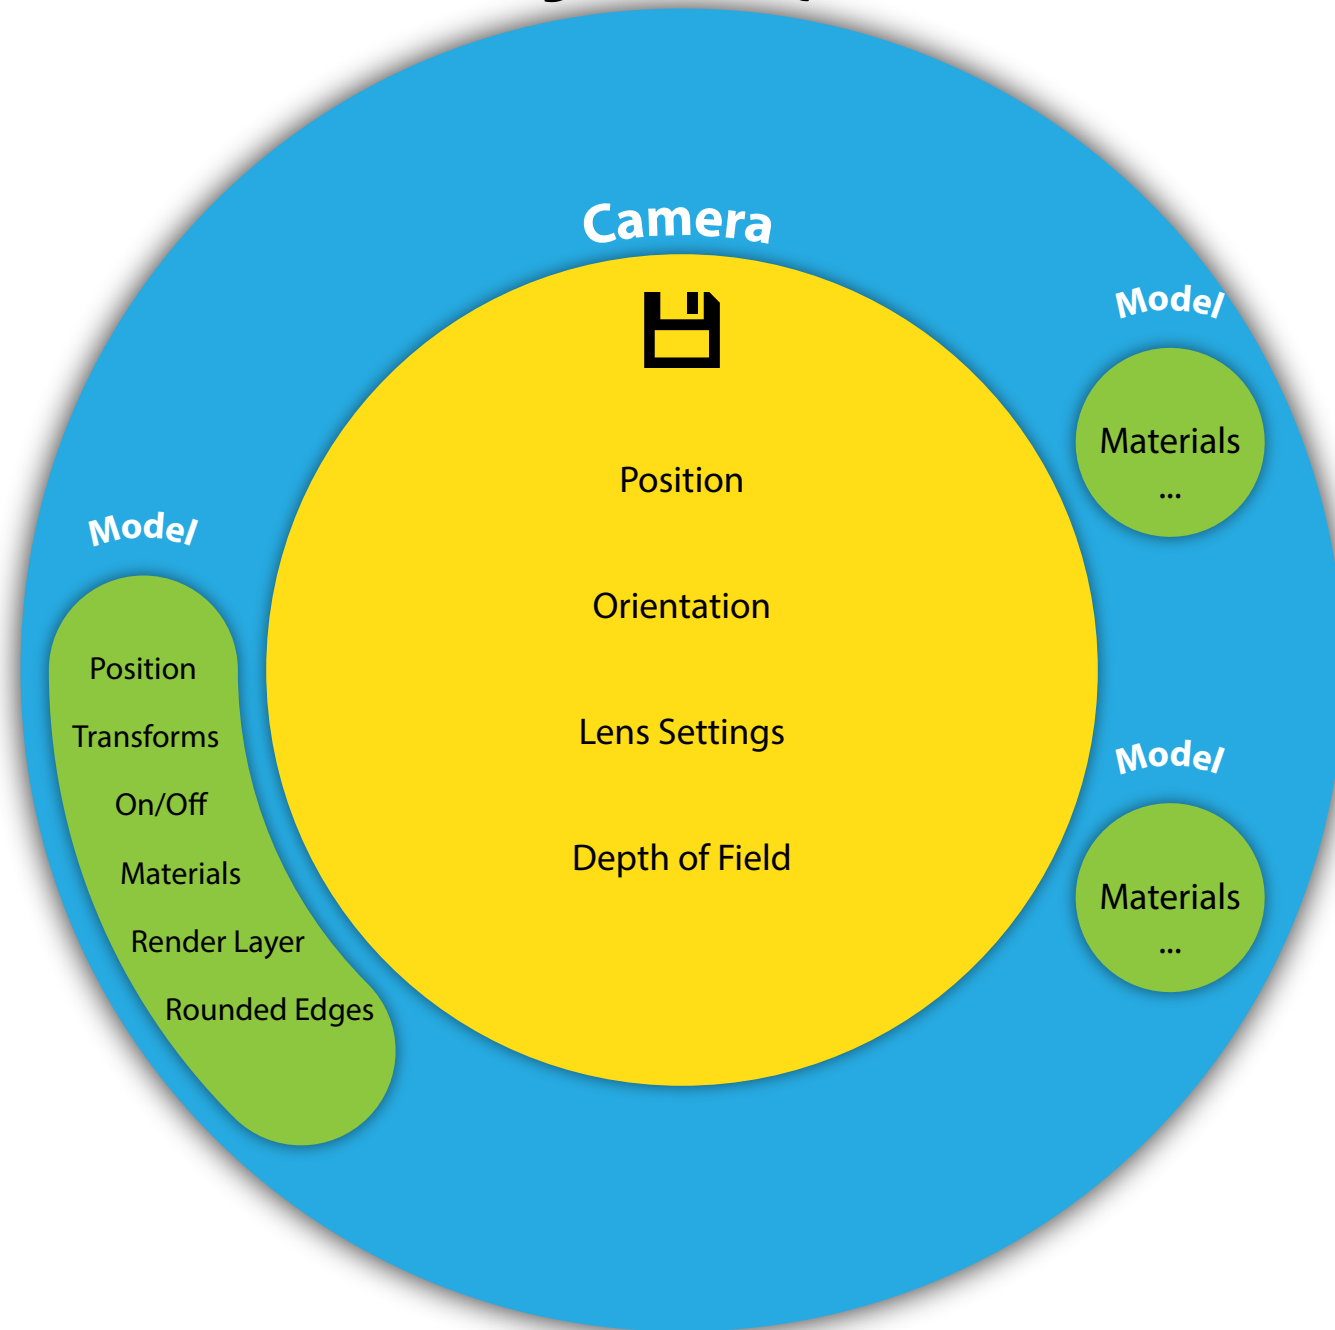 Camera
Position
Orientation
Lens Settings
Depth of Field
Model
Position
Transforms
On/Off
Materials
Render Layer
Rounded Edges
Model
Materials
...
Model
Materials
...